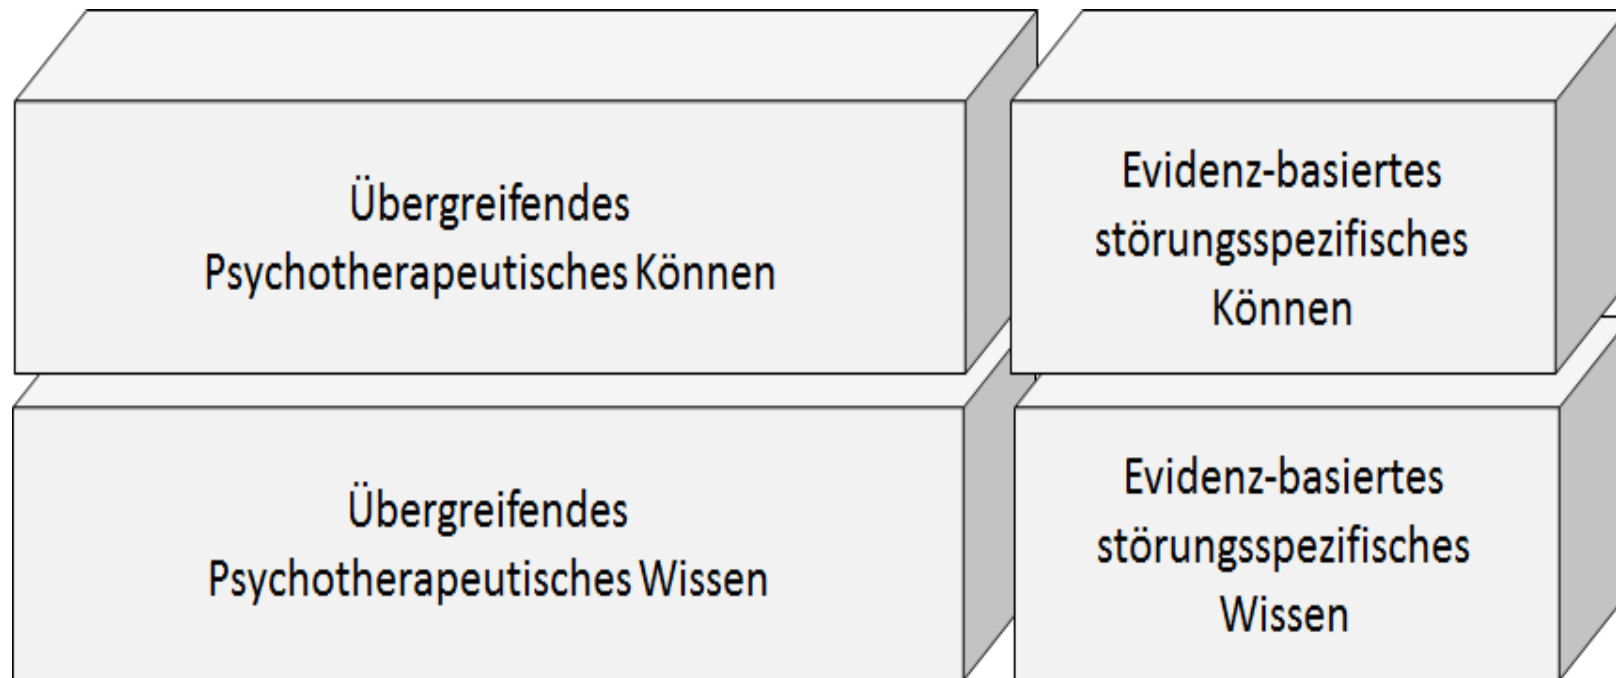 Übergreifendes
Psychotherapeutisches Können
Evidenz-basiertes
störungsspezifisches
Können
Übergreifendes
Psychotherapeutisches Wissen
Evidenz-basiertes
störungsspezifisches
Wissen